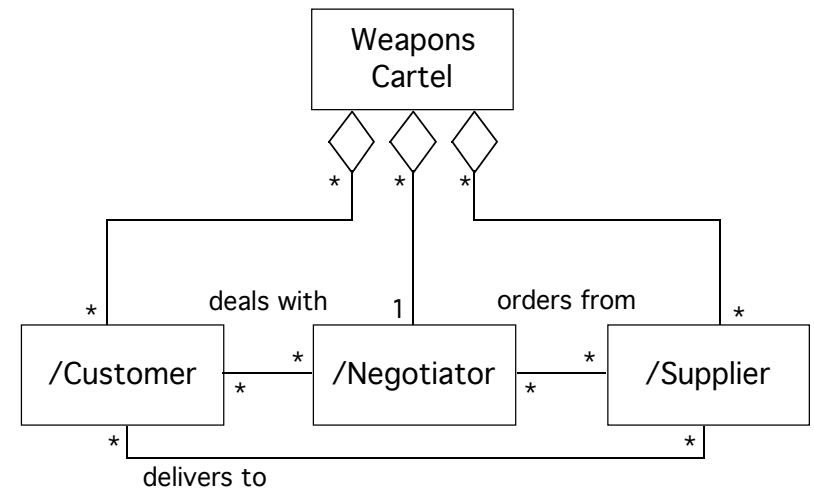 Weapons
Cartel
* * *
deals with
orders from
* 1 *
/Customer
* *
/Negotiator
* *
/Supplier
* *
delivers to